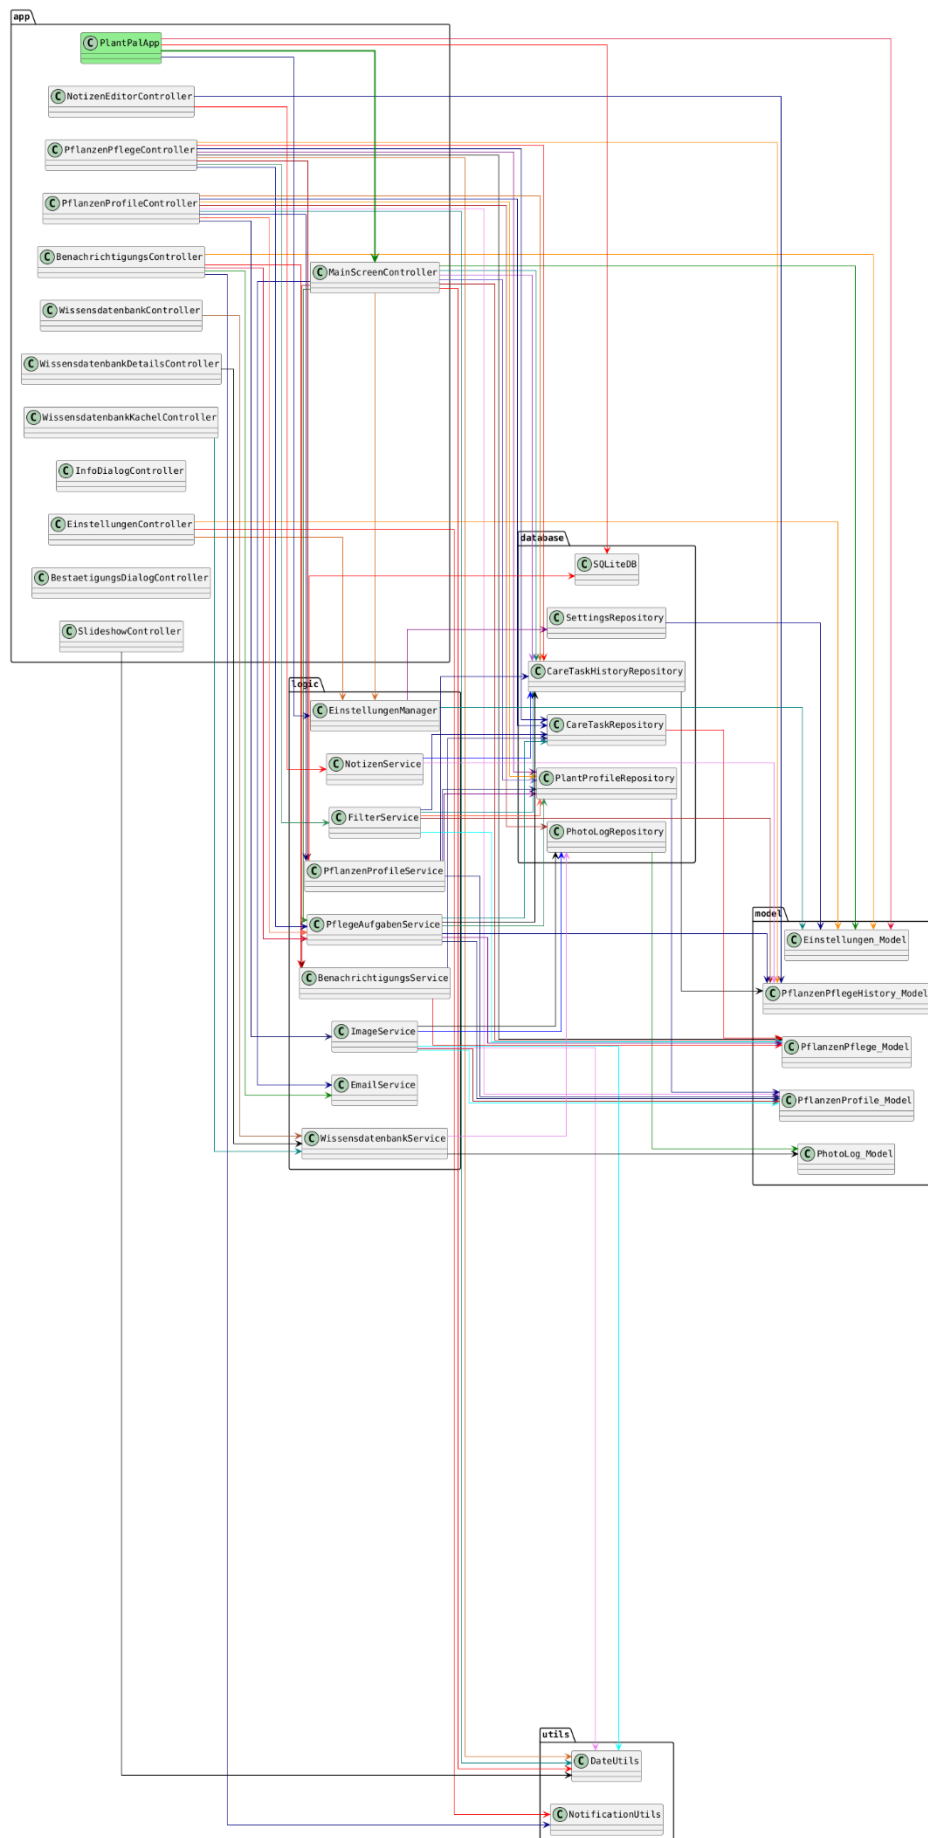 app
C PlantPalApp
C NotizenEditorController
C PflanzenPflegeController
C PflanzenProfileController
C BenachrichtigungsController
C MainScreenController
C WissensdatenbankController
C WissensdatenbankDetailsController
C WissensdatenbankKachelController
C InfoDialogController
C EinstellungenController
C BestaetigungsDialogController
C SlideshowController
database
C SQLiteDB
C SettingsRepository
C CareTaskHistoryRepository
C CareTaskRepository
C PlantProfileRepository
C PhotoLogRepository
logic
C EinstellungenManager
C NotizenService
C FilterService
C PflanzenProfileService
C PflegeAufgabenService
C BenachrichtigungsService
C ImageService
C EmailService
C WissensdatenbankService
model
C Einstellungen_Model
C PflanzenPflegeHistory_Model
C PflanzenPflege_Model
C PflanzenProfile_Model
C PhotoLog_Model
utils
C DateUtils
C NotificationUtils